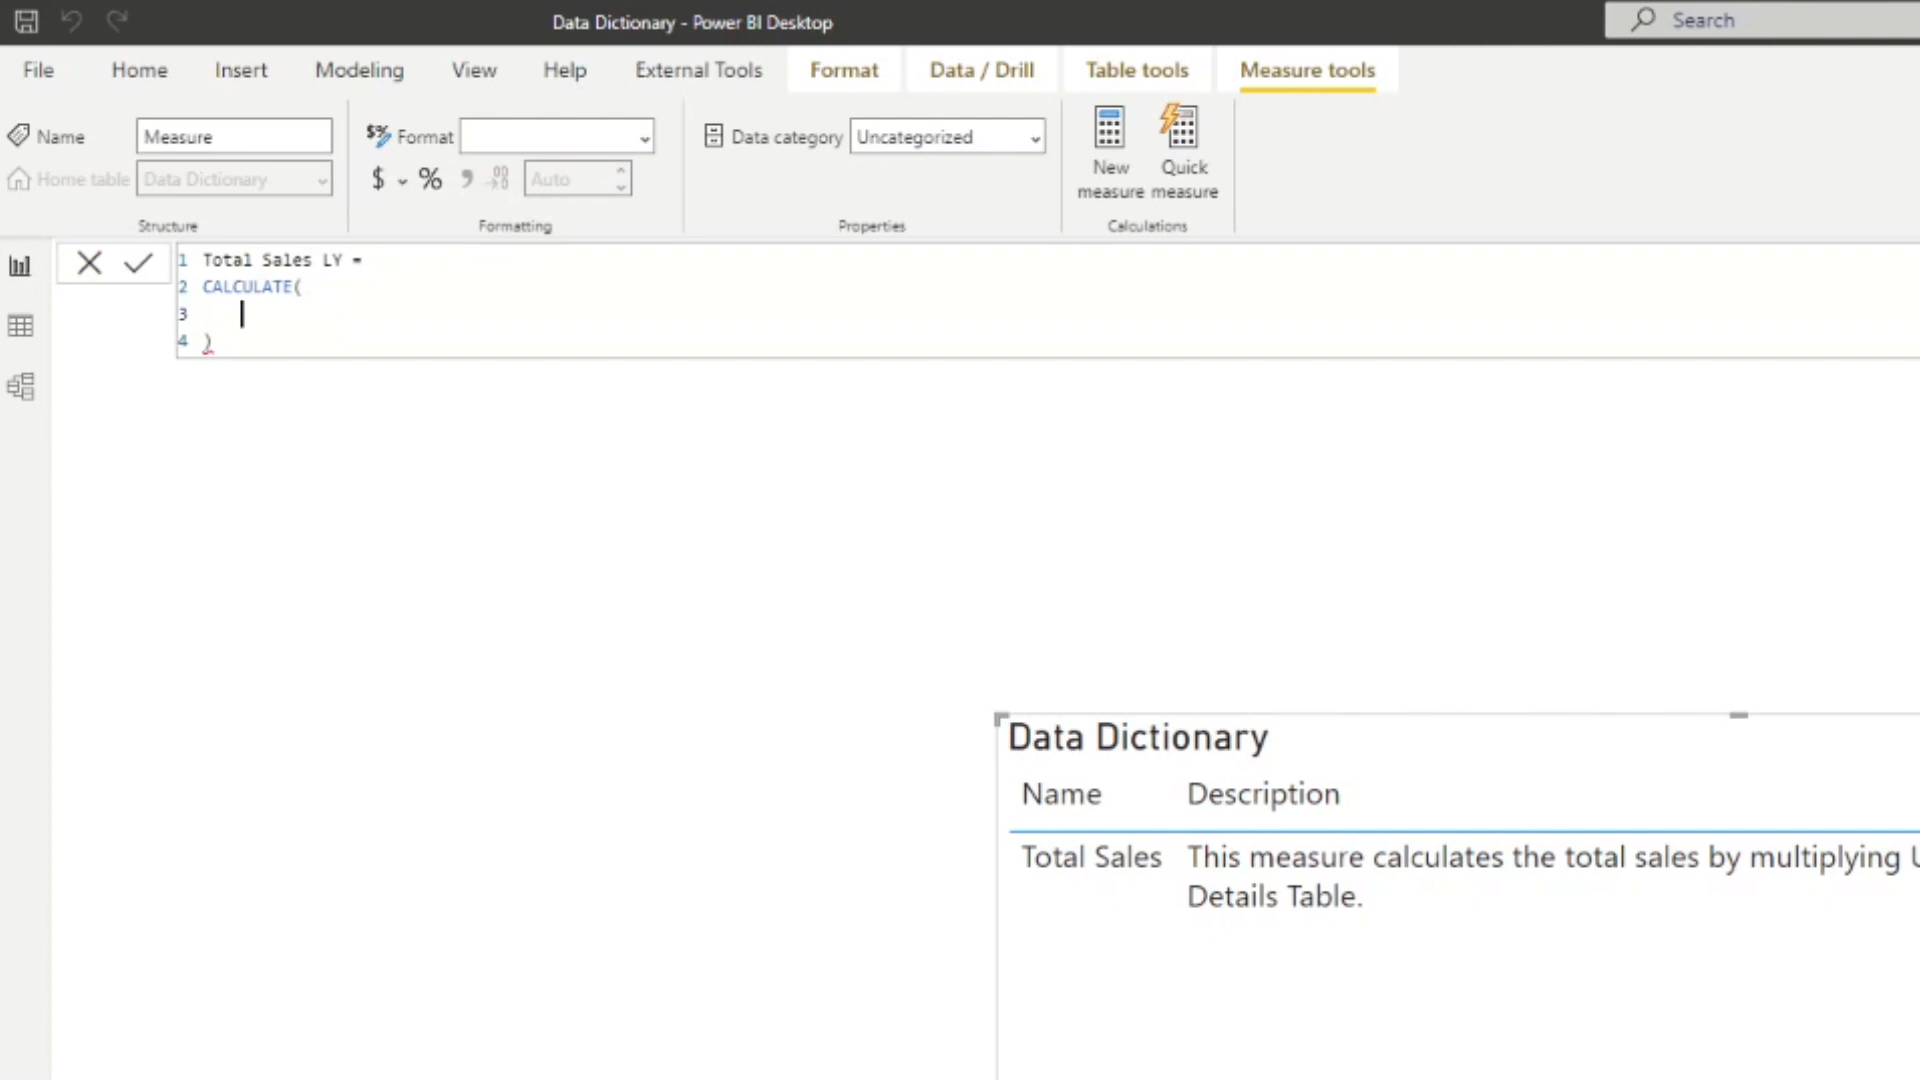 Data Dictionary - Power BI Desktop
Search
File Home Insert Modeling View Help External Tools Format Data / Drill Table tools Measure tools
Name Measure
Home table Data Dictionary
Structure
$% Format
$ % 9 .00 →.0 Auto
Formatting
Data category Uncategorized
Properties
New measure
Quick measure
Calculations
1 Total Sales LY =
2 CALCULATE(
3
4 )
Data Dictionary
Name Description
Total Sales This measure calculates the total sales by multiplying
Details Table.